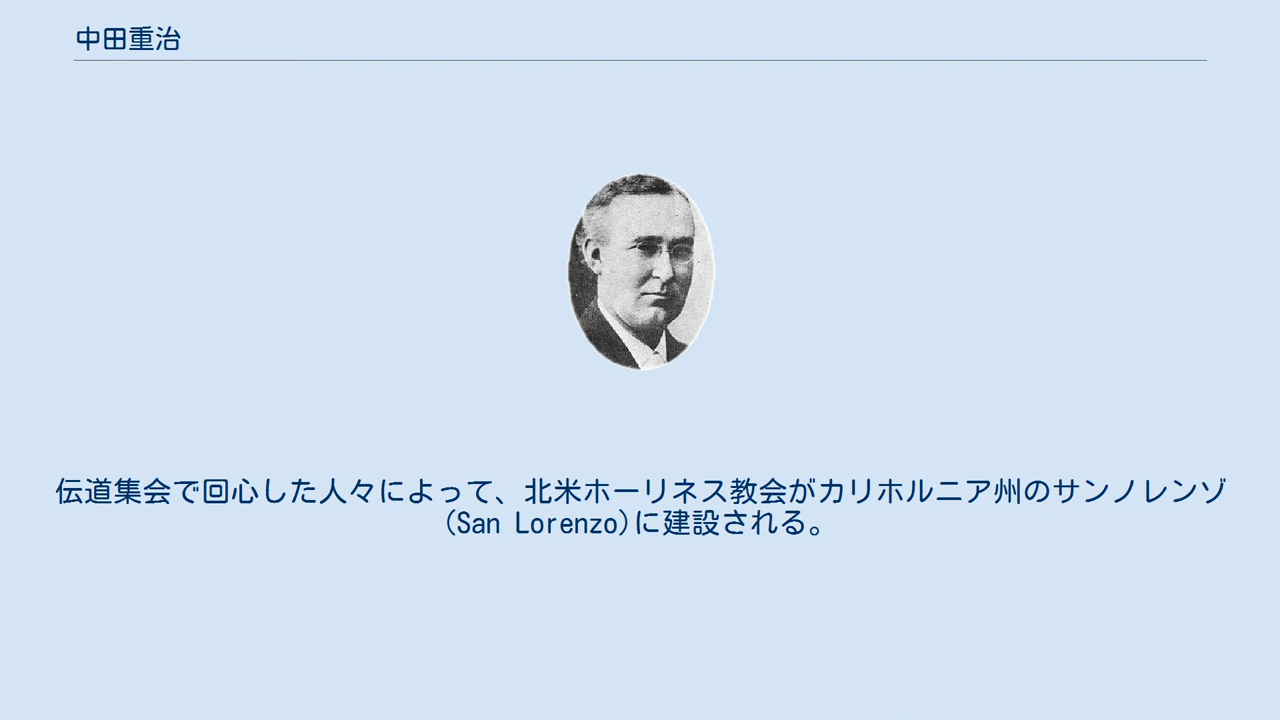 中田重治
伝道集会で回心した人々によって、北米ホーリネス教会がカリホルニア州のサンノレンゾ
(San Lorenzo)に建設される。